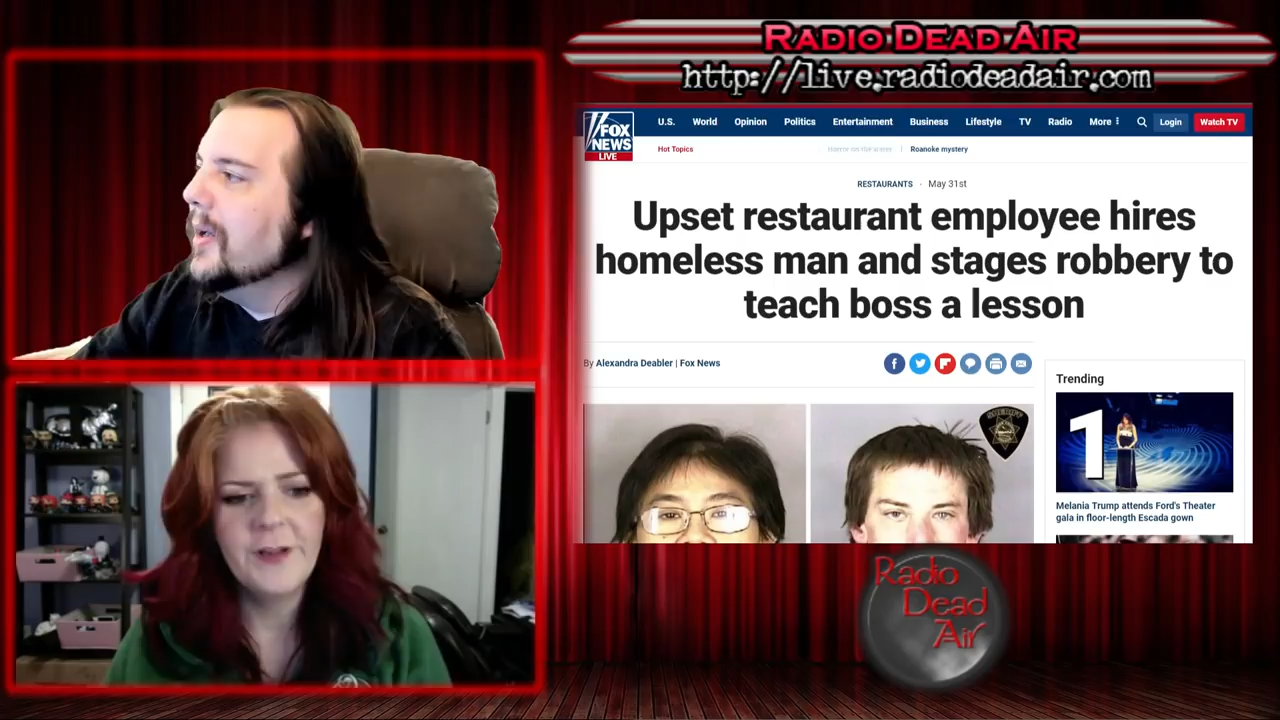 RADIO DEAD AIR
http://live.radiodeadair.com
FOX
NEWS
LIVE
U.S. World Opinion Politics Entertainment Business Lifestyle TV Radio More Login Watch TV
Hot Topics Roanoke mystery
RESTAURANTS · May 31st
Upset restaurant employee hires
homeless man and stages robbery to
teach boss a lesson
By Alexandra Deabler | Fox News
Trending
1
Melania Trump attends Ford's Theater
gala in floor-length Escada gown
Radio
Dead
Air